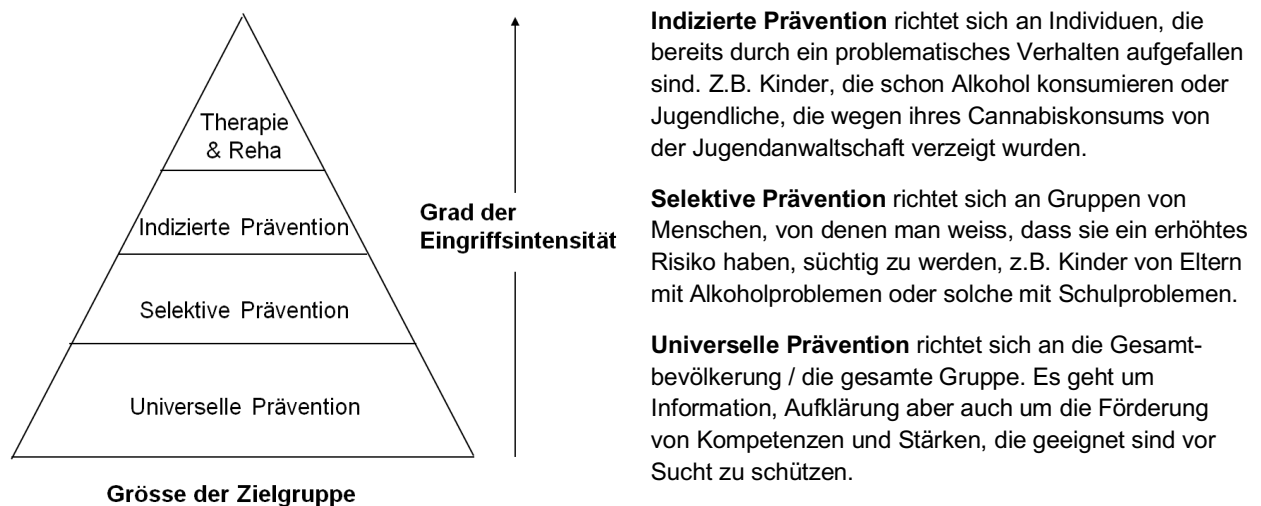 Therapie
& Reha
Indizierte Prävention
Selektive Prävention
Universelle Prävention
Grösse der Zielgruppe
Grad der
Eingriffsintensität
Indizierte Prävention richtet sich an Individuen, die
bereits durch ein problematisches Verhalten aufgefallen
sind. Z.B. Kinder, die schon Alkohol konsumieren oder
Jugendliche, die wegen ihres Cannabiskonsums von
der Jugendanwaltschaft verzeigt wurden.
Selektive Prävention richtet sich an Gruppen von
Menschen, von denen man weiss, dass sie ein erhöhtes
Risiko haben, süchtig zu werden, z.B. Kinder von Eltern
mit Alkoholproblemen oder solche mit Schulproblemen.
Universelle Prävention richtet sich an die Gesamt-
bevölkerung / die gesamte Gruppe. Es geht um
Information, Aufklärung aber auch um die Förderung
von Kompetenzen und Stärken, die geeignet sind vor
Sucht zu schützen.